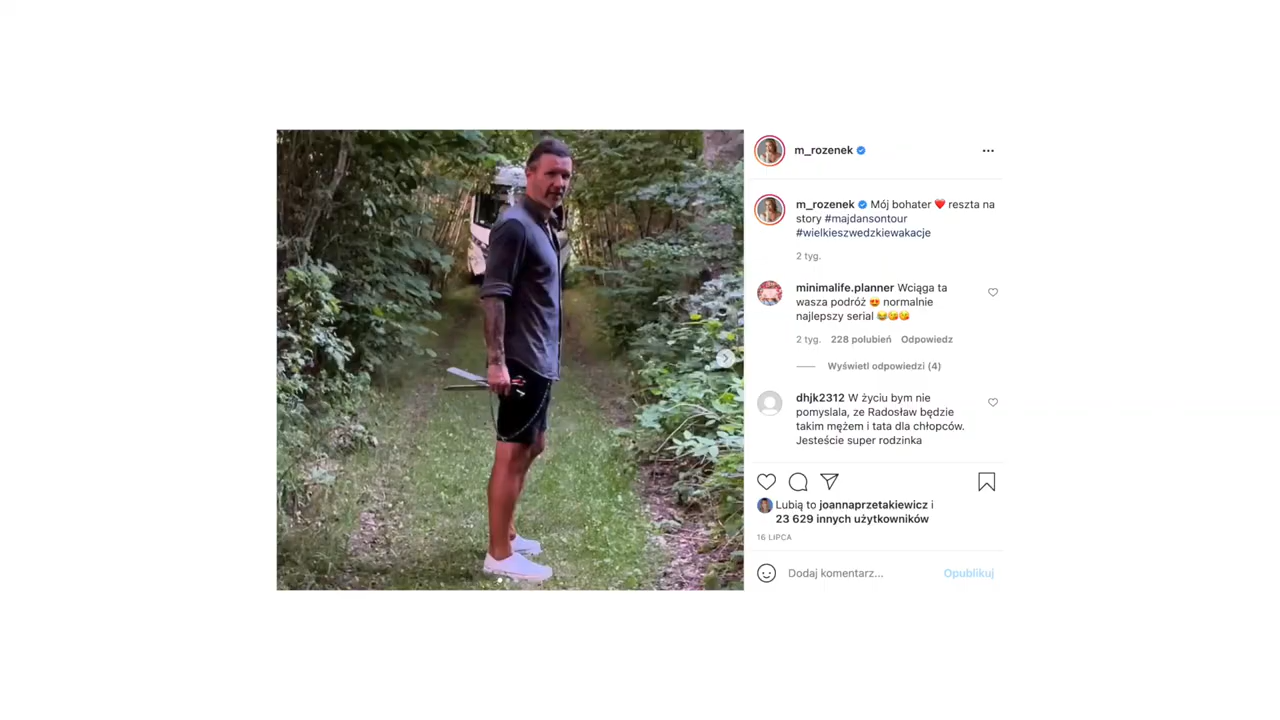 m_rozenek
m_rozenek Mój bohater ❤️ reszta na
story #majdansontour
#wielkieszwedzkiewakacje
2 tyg.
minimalife.planner Wciąga ta
wasza podróż 😍 normalnie
najlepszy serial 😂😘😘
2 tyg. 228 polubień Odpowiedz
Wyświetl odpowiedzi (4)
dhjk2312 W życiu bym nie
pomyslala, ze Radosław będzie
takim mężem i tata dla chłopców.
Jesteście super rodzinka
Lubią to joannaprzetakiewicz i
23 629 innych użytkowników
16 LIPCA
Dodaj komentarz... Opublikuj